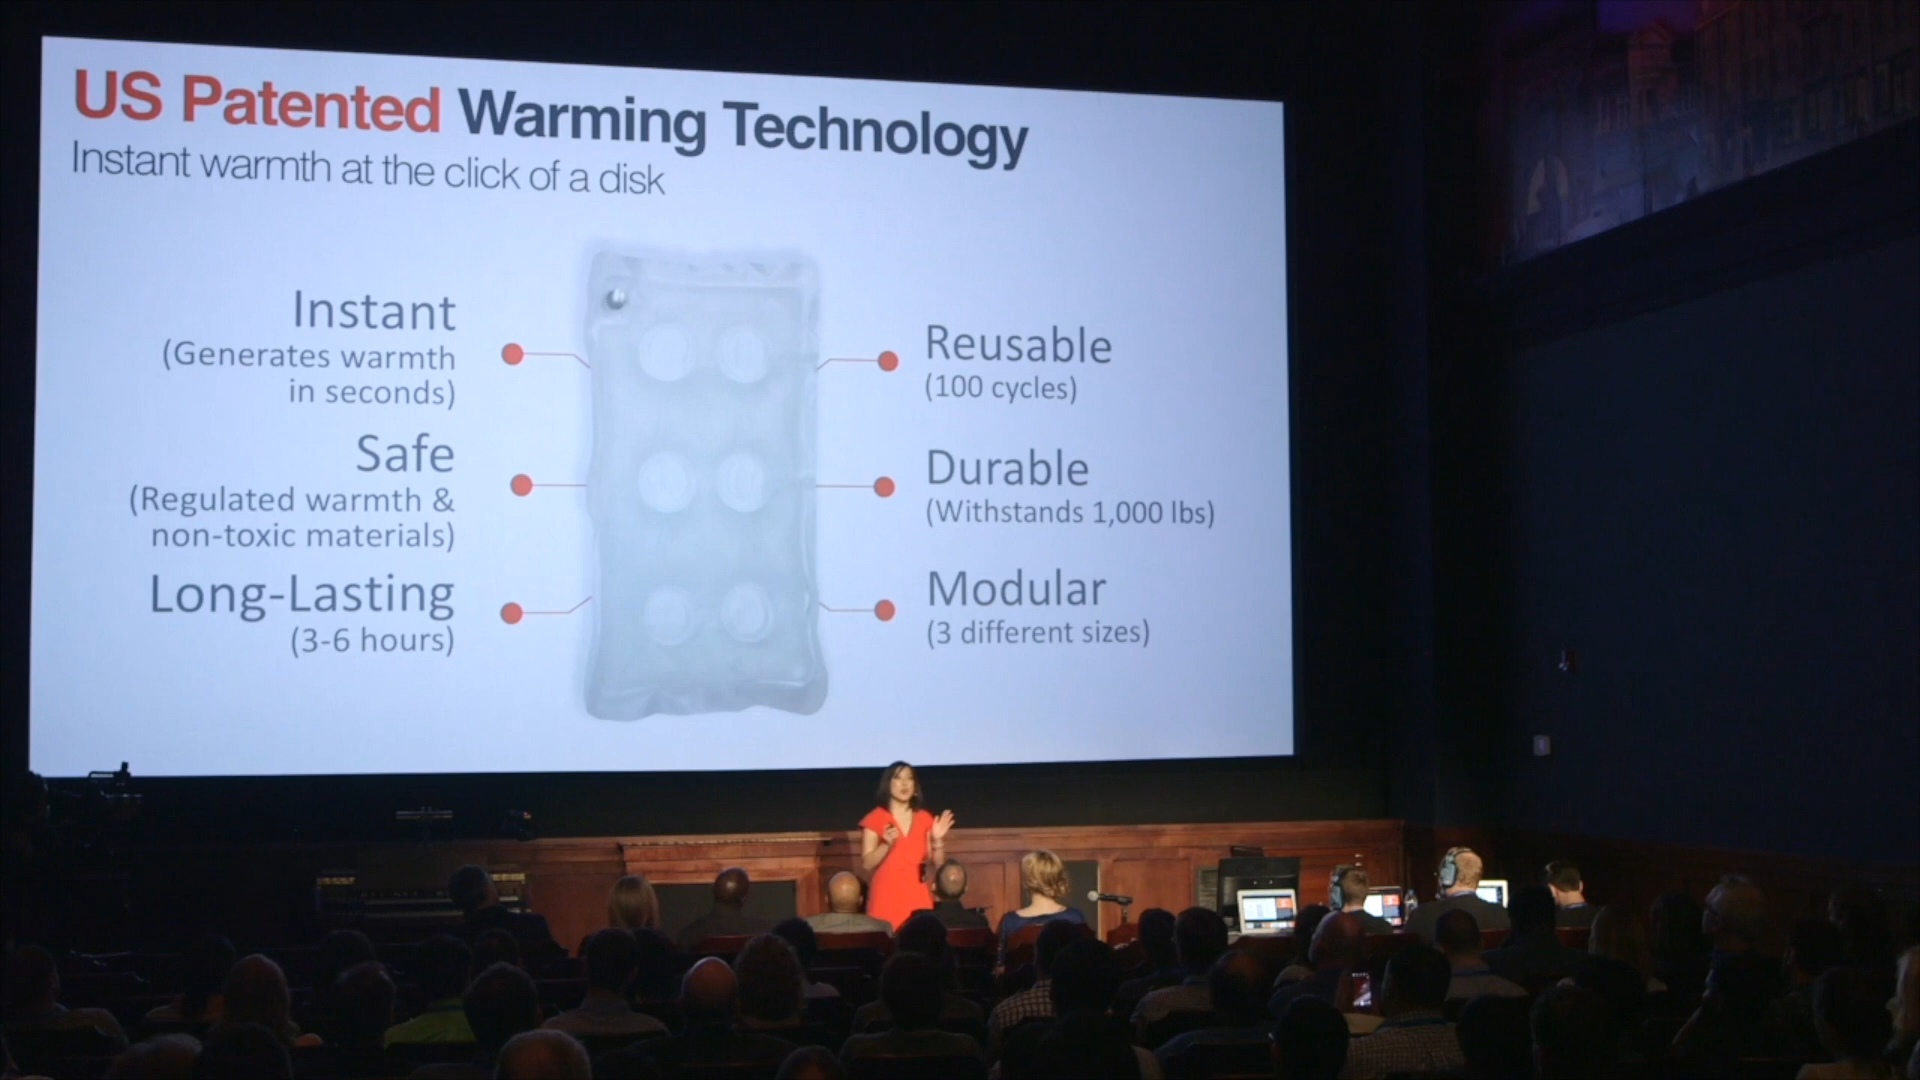 US Patented Warming Technology
Instant warmth at the click of a disk
Instant
(Generates warmth
in seconds)
Safe
(Regulated warmth &
non-toxic materials)
Long-Lasting
(3-6 hours)
Reusable
(100 cycles)
Durable
(Withstands 1,000 lbs)
Modular
(3 different sizes)